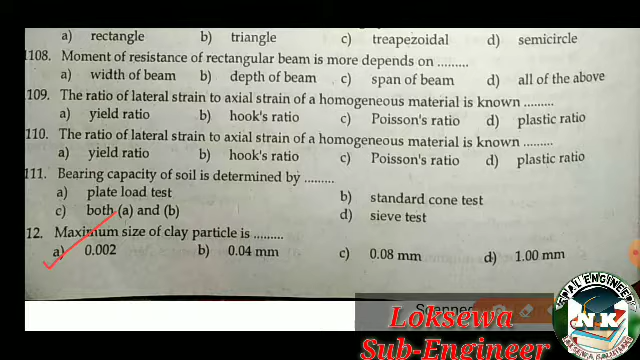 a) rectangle b) triangle c) treapezoidal d) semicircle
1108. Moment of resistance of rectangular beam is more depends on .........
a) width of beam b) depth of beam c) span of beam d) all of the above
109. The ratio of lateral strain to axial strain of a homogeneous material is known .........
a) yield ratio b) hook's ratio c) Poisson's ratio d) plastic ratio
110. The ratio of lateral strain to axial strain of a homogeneous material is known .........
a) yield ratio b) hook's ratio c) Poisson's ratio d) plastic ratio
111. Bearing capacity of soil is determined by .........
a) plate load test b) standard cone test
c) both (a) and (b) d) sieve test
12. Maximum size of clay particle is .........
a) 0.002 b) 0.04 mm c) 0.08 mm d) 1.00 mm
Scanned
Loksewa
Sub-Engineer
NK